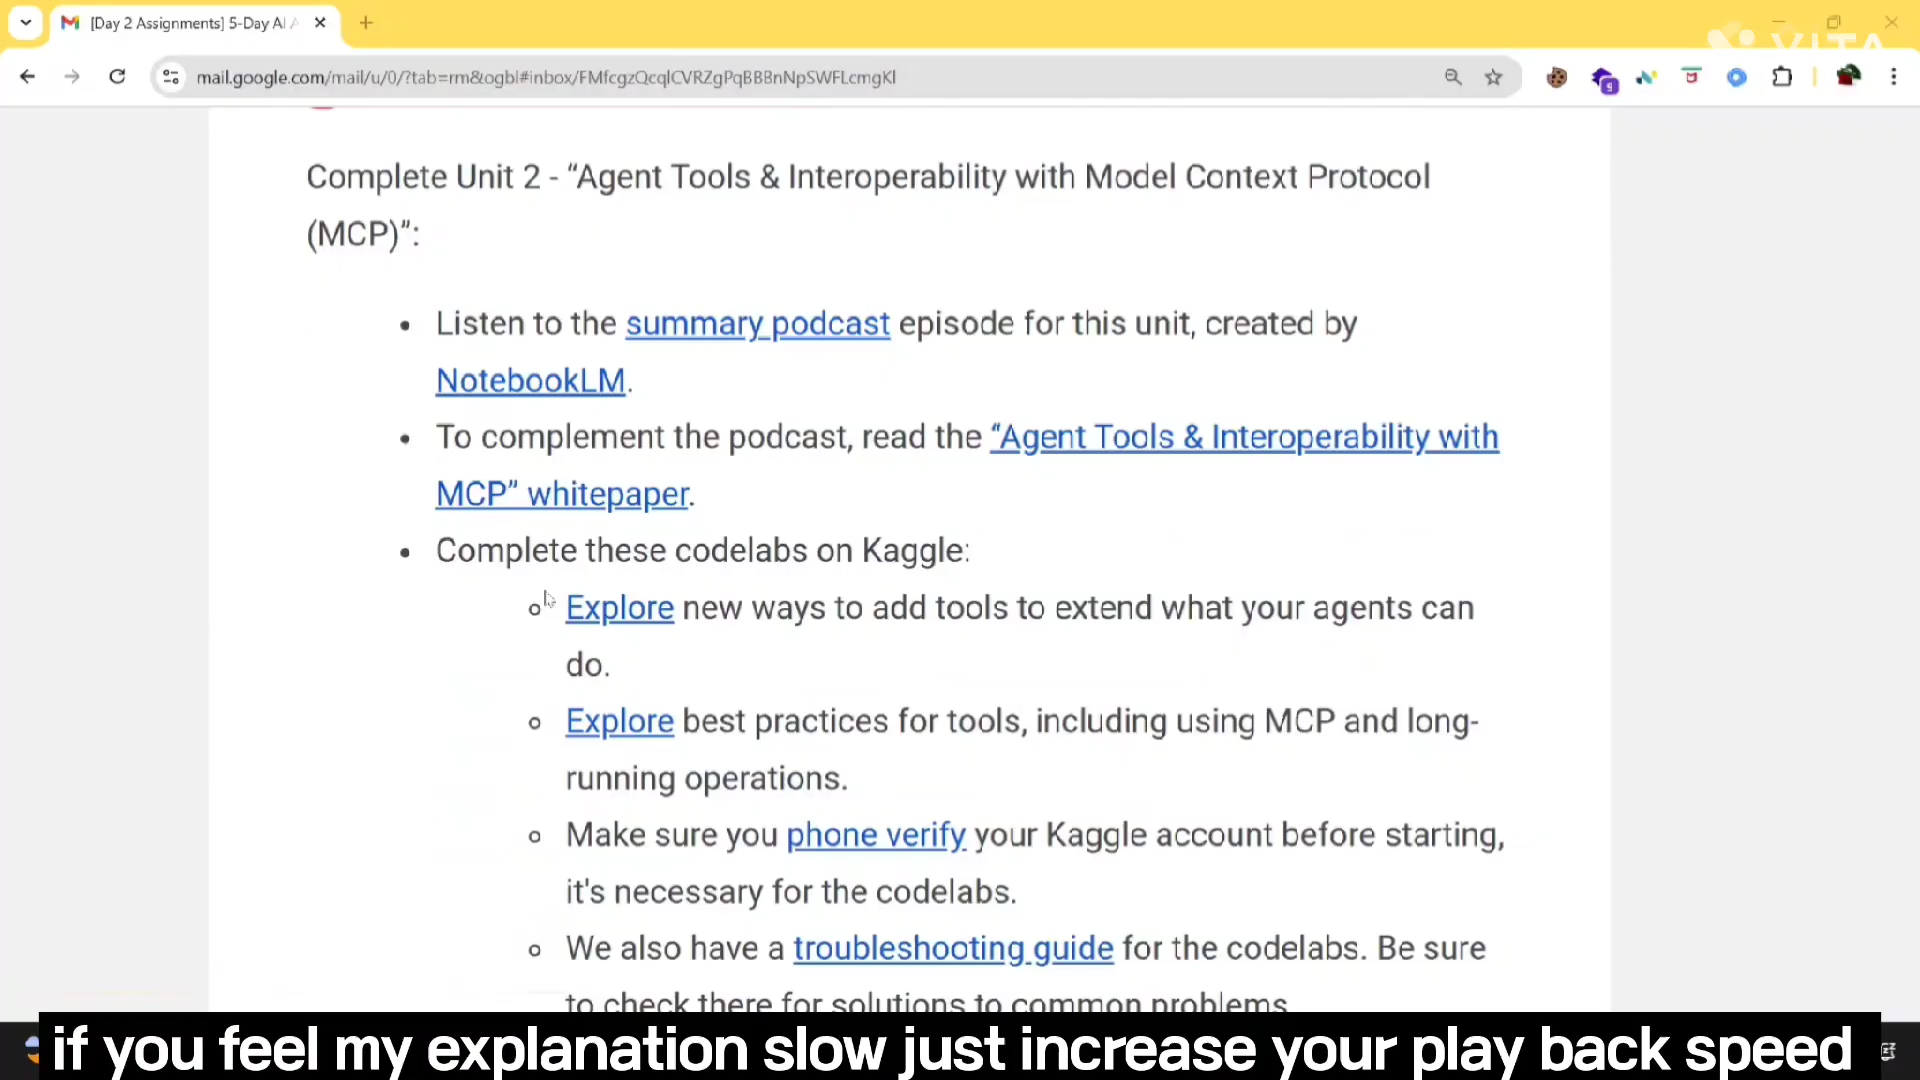 [Day 2 Assignments] 5-Day AI A
VITA
mail.google.com/mail/u/0/?tab=rm&ogbl#inbox/FMfcgzQcqlCVRZgPqBBBnNpSWFLcmgKl
9
Complete Unit 2 - “Agent Tools & Interoperability with Model Context Protocol
(MCP)”:
• Listen to the summary podcast episode for this unit, created by
NotebookLM.
• To complement the podcast, read the “Agent Tools & Interoperability with
MCP” whitepaper.
• Complete these codelabs on Kaggle:
○ Explore new ways to add tools to extend what your agents can
do.
○ Explore best practices for tools, including using MCP and long-
running operations.
○ Make sure you phone verify your Kaggle account before starting,
it's necessary for the codelabs.
○ We also have a troubleshooting guide for the codelabs. Be sure
to check there for solutions to common problems
if you feel my explanation slow just increase your play back speed